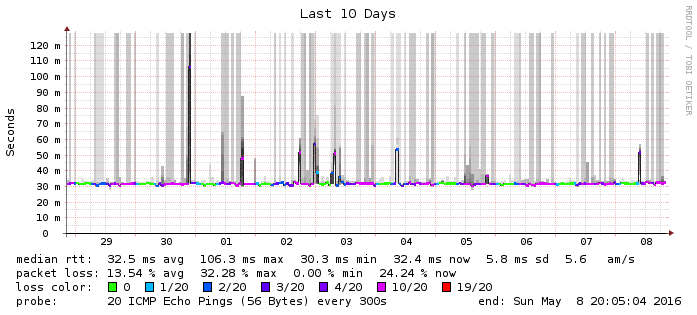 Last 10 Days
RRDTOOL / TOBI OETIKER
Seconds
120 m
110 m
100 m
90 m
80 m
70 m
60 m
50 m
40 m
30 m
20 m
10 m
0
29 30 01 02 03 04 05 06 07 08
median rtt: 32.5 ms avg 106.3 ms max 30.3 ms min 32.4 ms now 5.8 ms sd 5.6 am/s
packet loss: 13.54 % avg 32.28 % max 0.00 % min 24.24 % now
loss color: 0 1/20 2/20 3/20 4/20 10/20 19/20
probe: 20 ICMP Echo Pings (56 Bytes) every 300s end: Sun May 8 20:05:04 2016